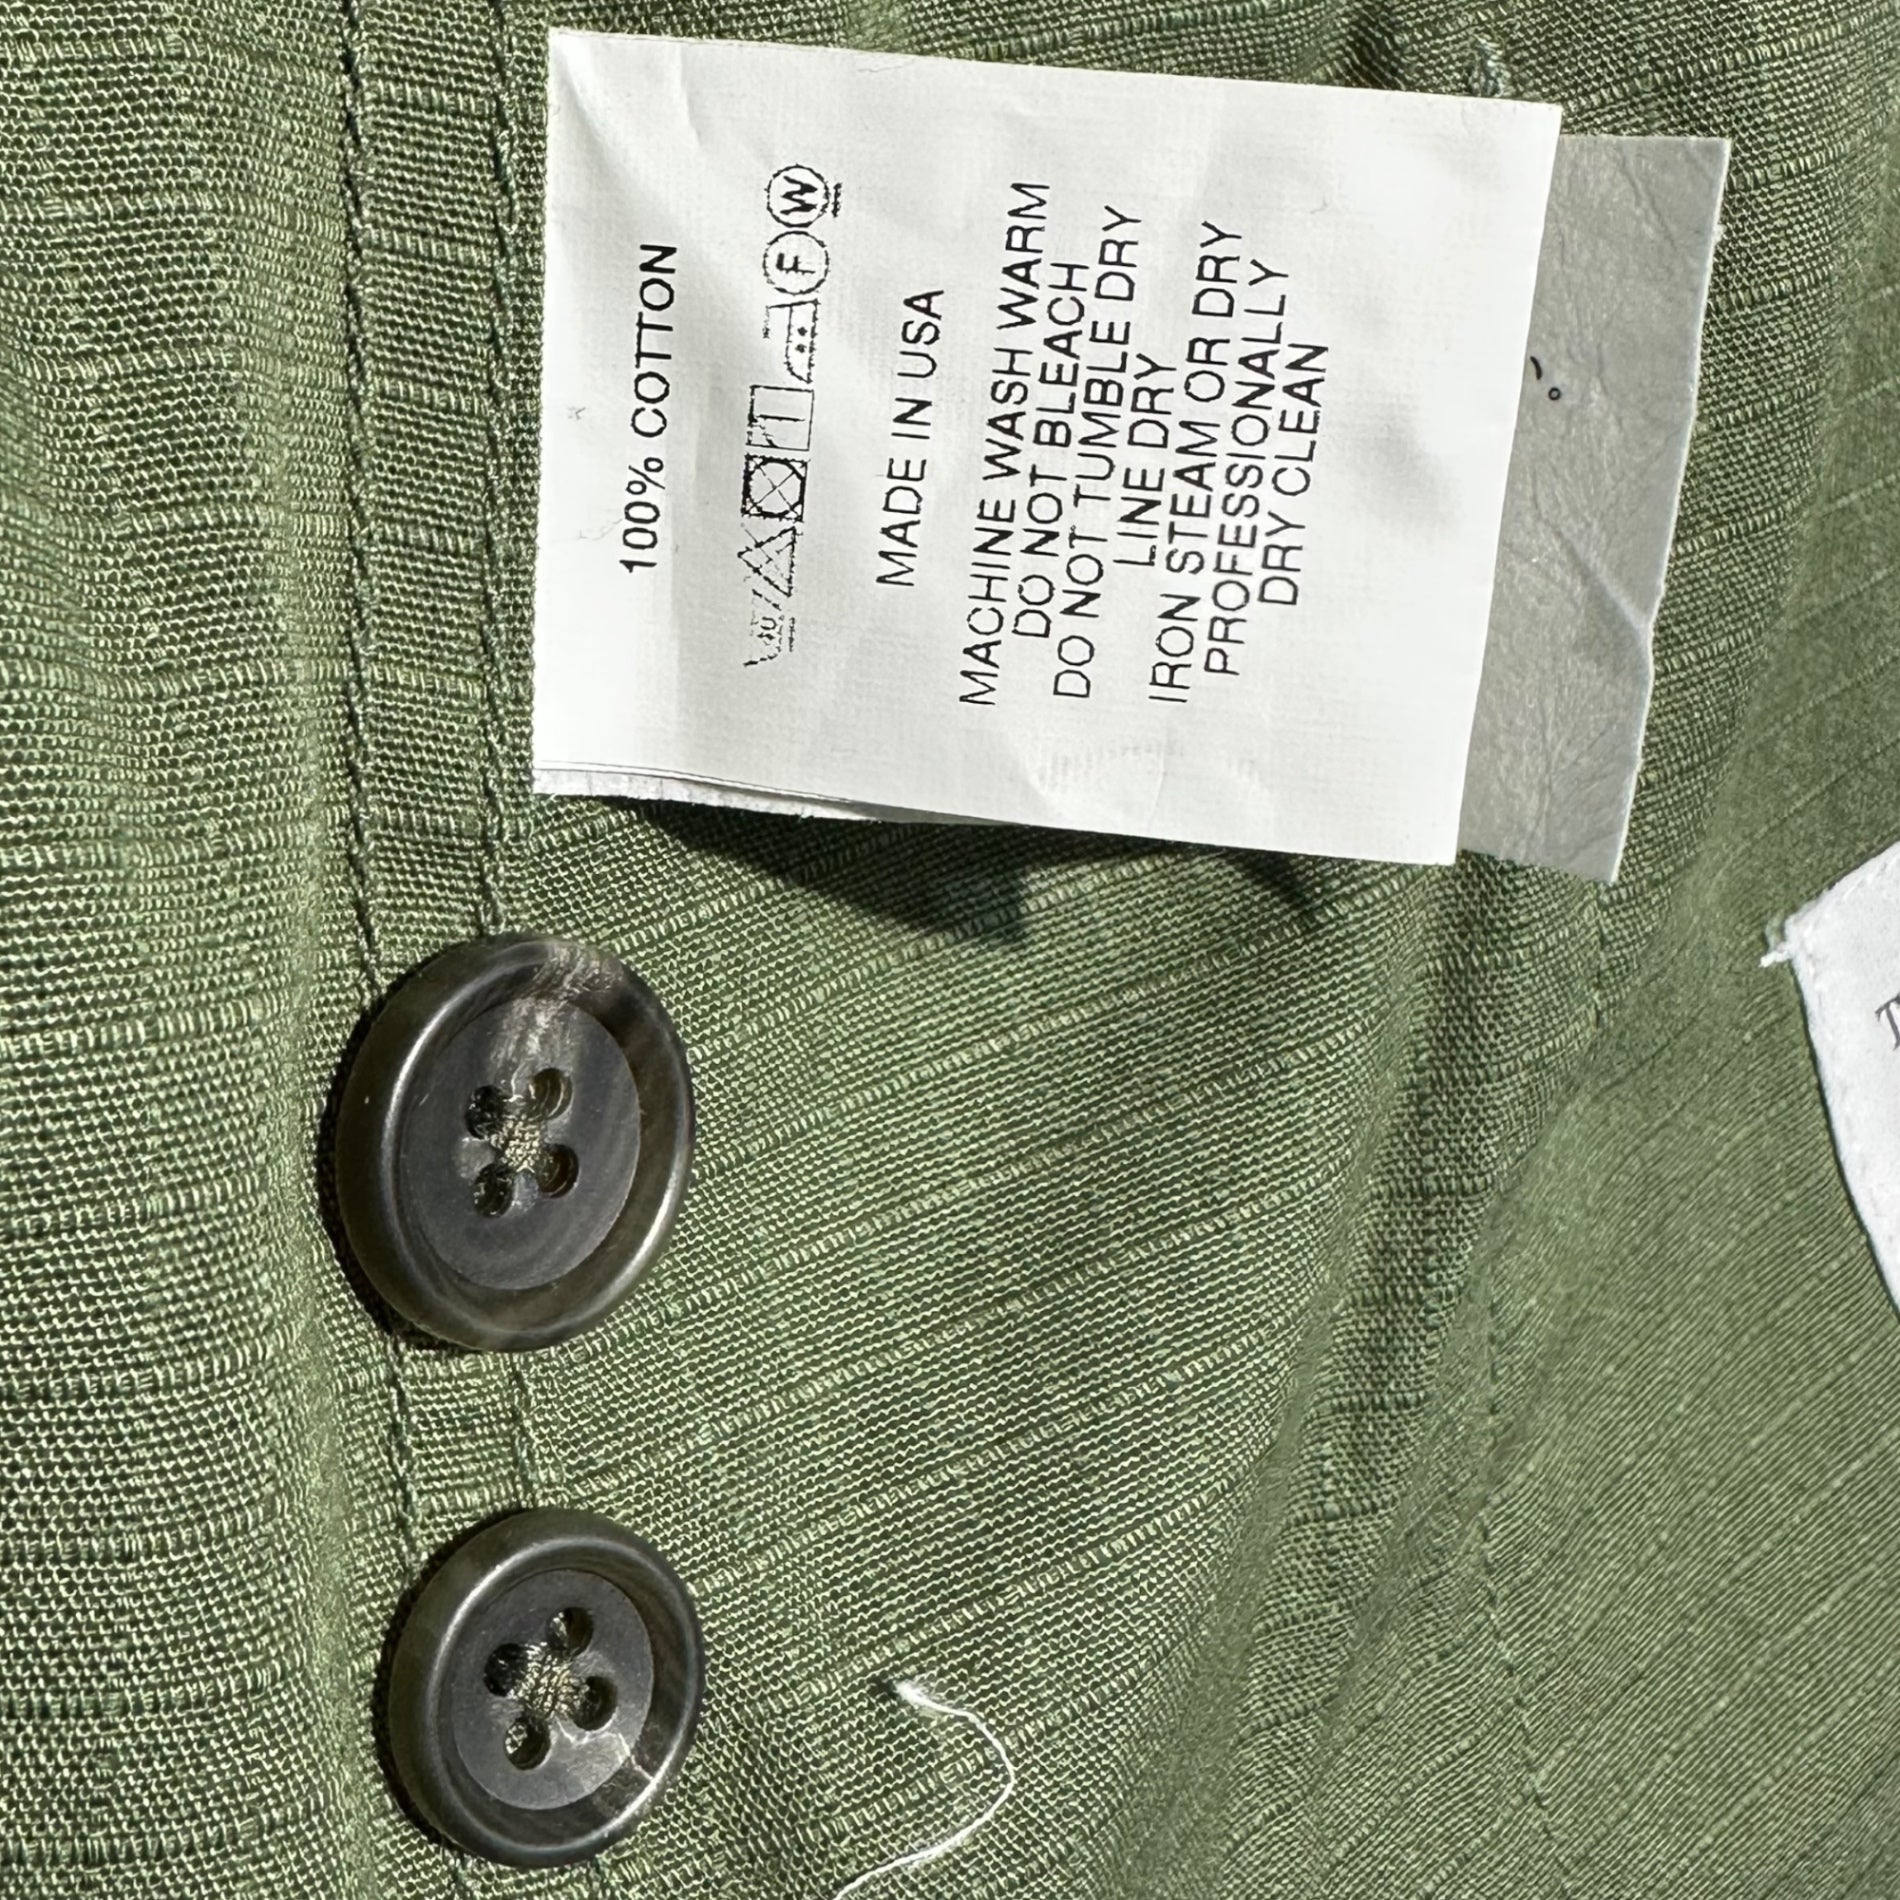 100% COTTON
F W
MADE IN USA
MACHINE WASH WARM
DO NOT BLEACH
DO NOT TUMBLE DRY
LINE DRY
IRON STEAM OR DRY
PROFESSIONALLY
DRY CLEAN
T